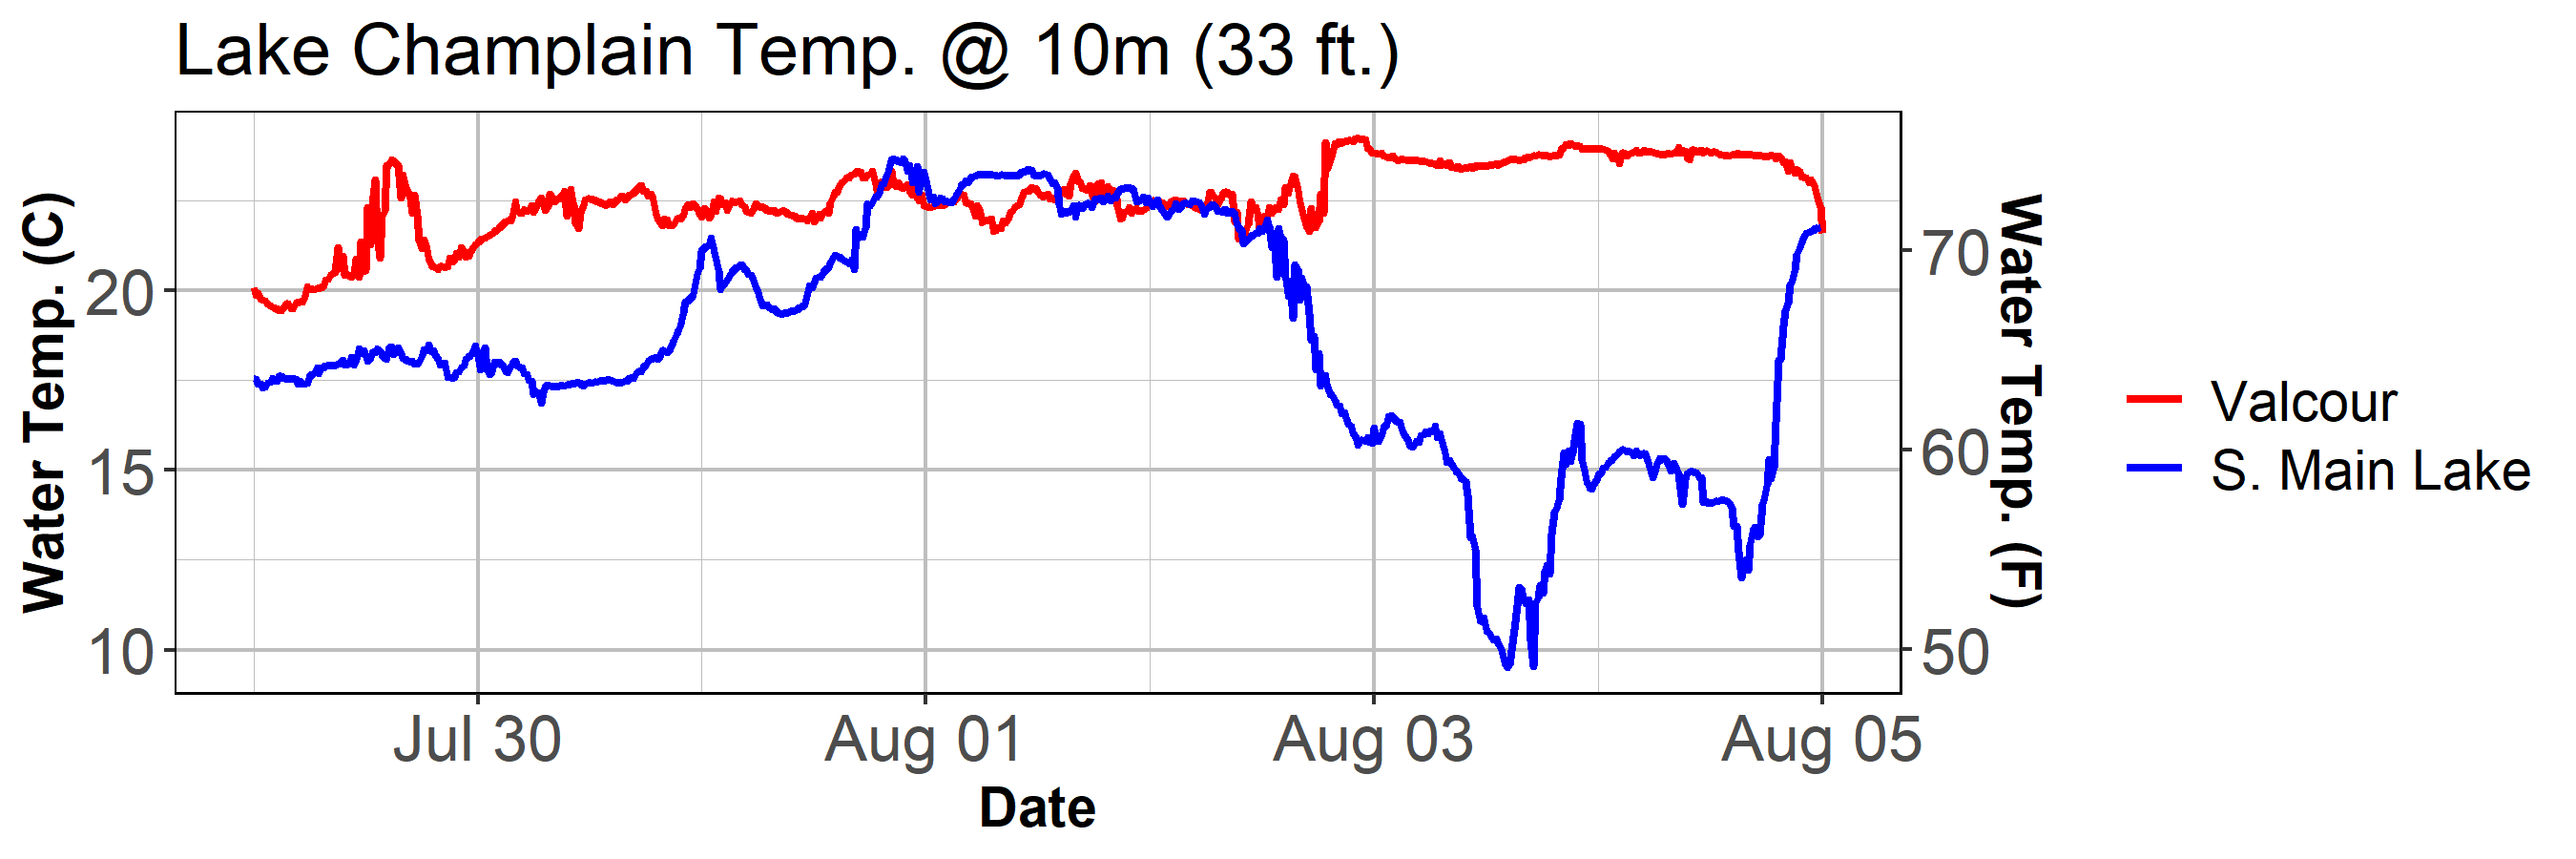 Lake Champlain Temp. @ 10m (33 ft.)
Water Temp. (C)
20
15
10
70
60
50
Water Temp. (F)
Jul 30
Aug 01
Aug 03
Aug 05
Date
Valcour
S. Main Lake